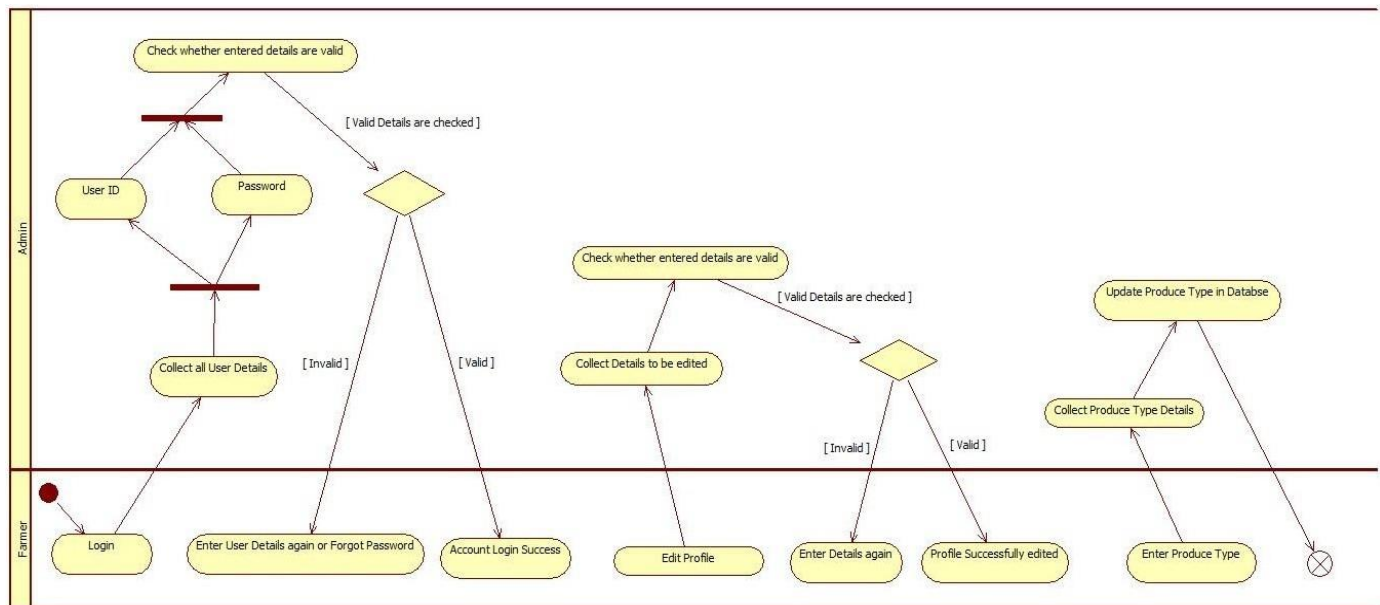 Admin
Check whether entered details are valid
[ Valid Details are checked ]
User ID
Password
Collect all User Details
[ Invalid ]
[ Valid ]
Check whether entered details are valid
[ Valid Details are checked ]
Collect Details to be edited
[ Invalid ]
[ Valid ]
Update Produce Type in Databse
Collect Produce Type Details
Farmer
Login
Enter User Details again or Forgot Password
Account Login Success
Edit Profile
Enter Details again
Profile Successfully edited
Enter Produce Type